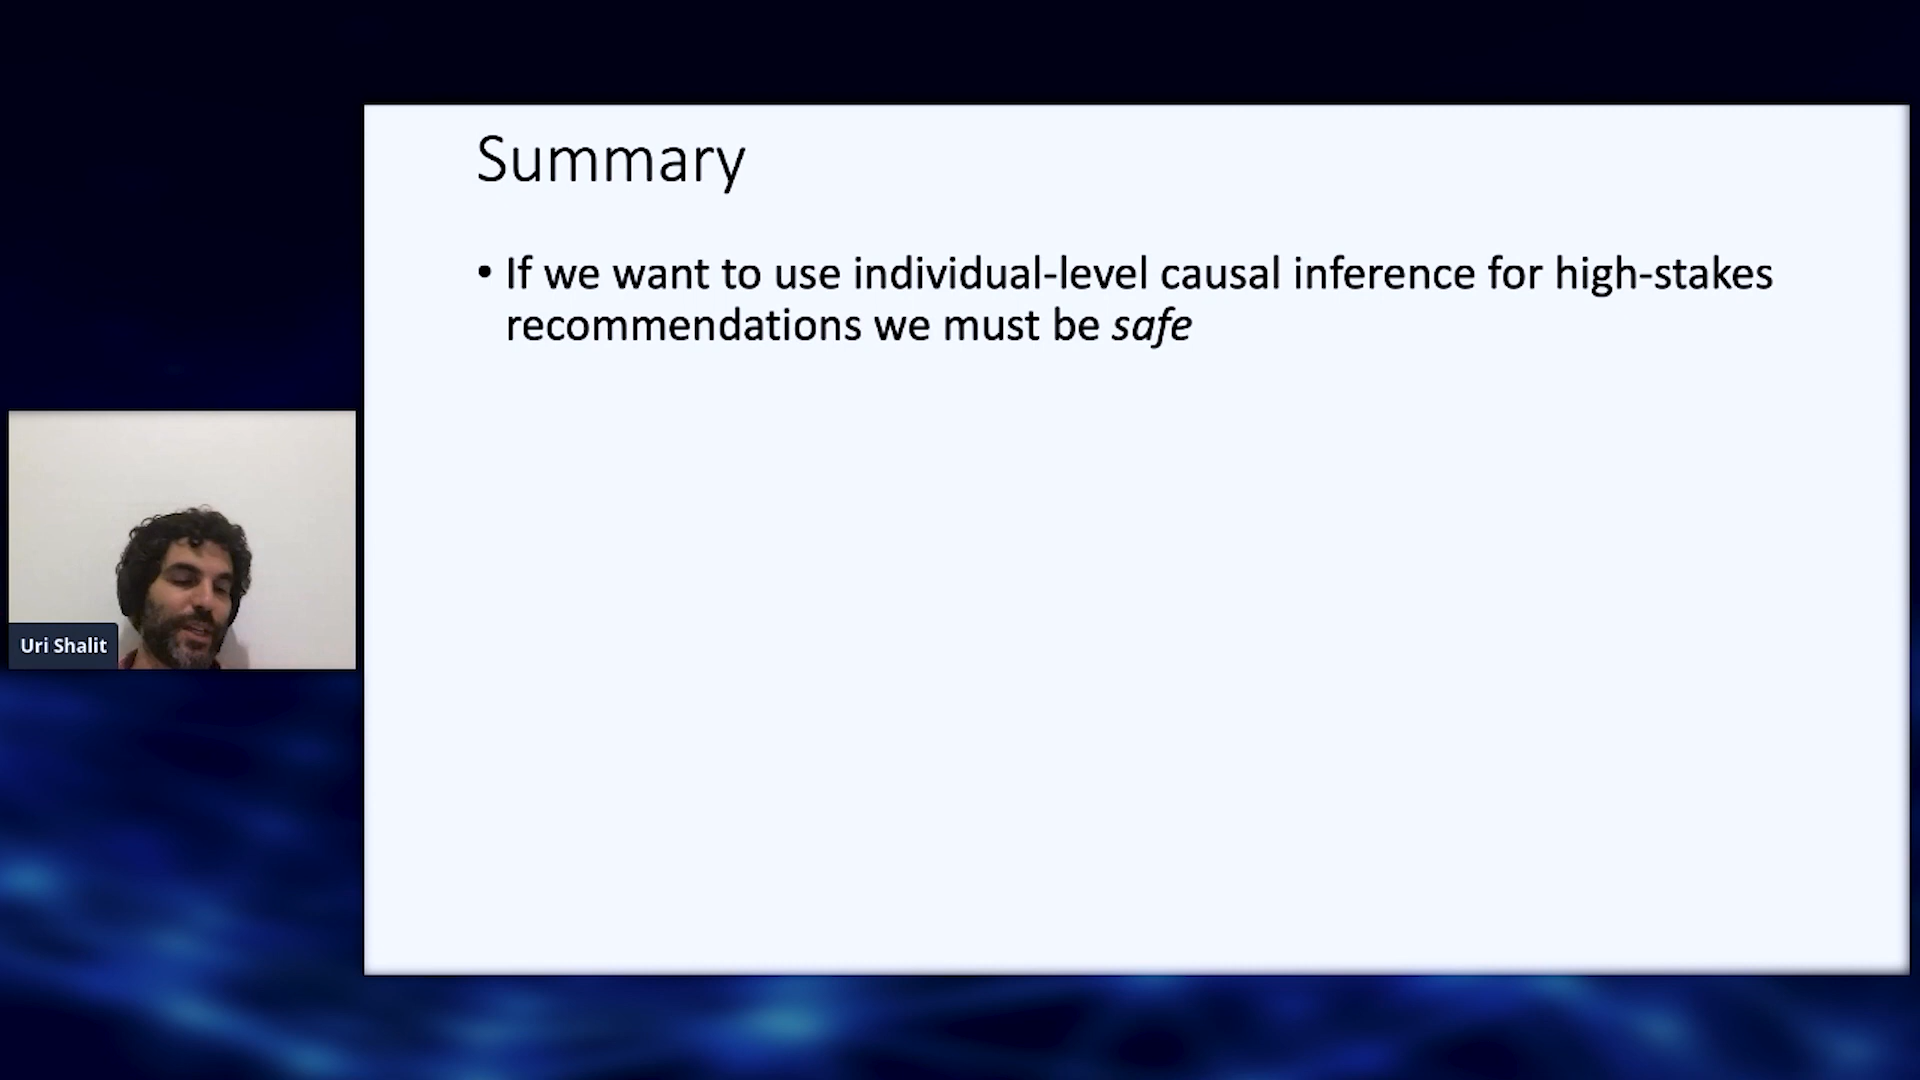 Summary
• If we want to use individual-level causal inference for high-stakes
recommendations we must be safe
Uri Shalit